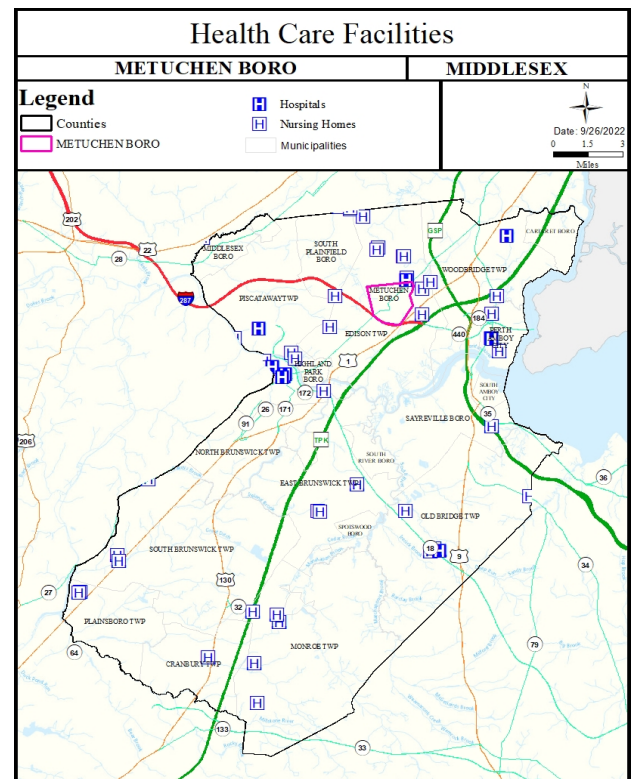 Health Care Facilities
METUCHEN BORO
MIDDLESEX
Legend
Counties
METUCHEN BORO
H Hospitals
H Nursing Homes
Municipalities
N
Date: 9/26/2022
0 1.5 3
Miles
202
22
28
287
MIDDLESEX
BORO
SOUTH
PLAINFIELD
BORO
GSP
CARTERET BORO
WOODBRIDGE TWP
METUCHEN
BORO
PISCATAWAY TWP
EDISON TWP
184
440
PERTH
AMBOY
1
HIGHLAND
PARK
BORO
172
SOUTH
AMBOY
CITY
26
171
91
35
SAYREVILLE BORO
206
TPK
NORTH BRUNSWICK TWP
SOUTH
RIVER BORO
36
EAST BRUNSWICK TWP
SPOTSWOOD
BORO
OLD BRIDGE TWP
SOUTH BRUNSWICK TWP
18
9
34
130
27
32
PLAINSBORO TWP
MONROE TWP
79
64
CRANBURY TWP
133
33